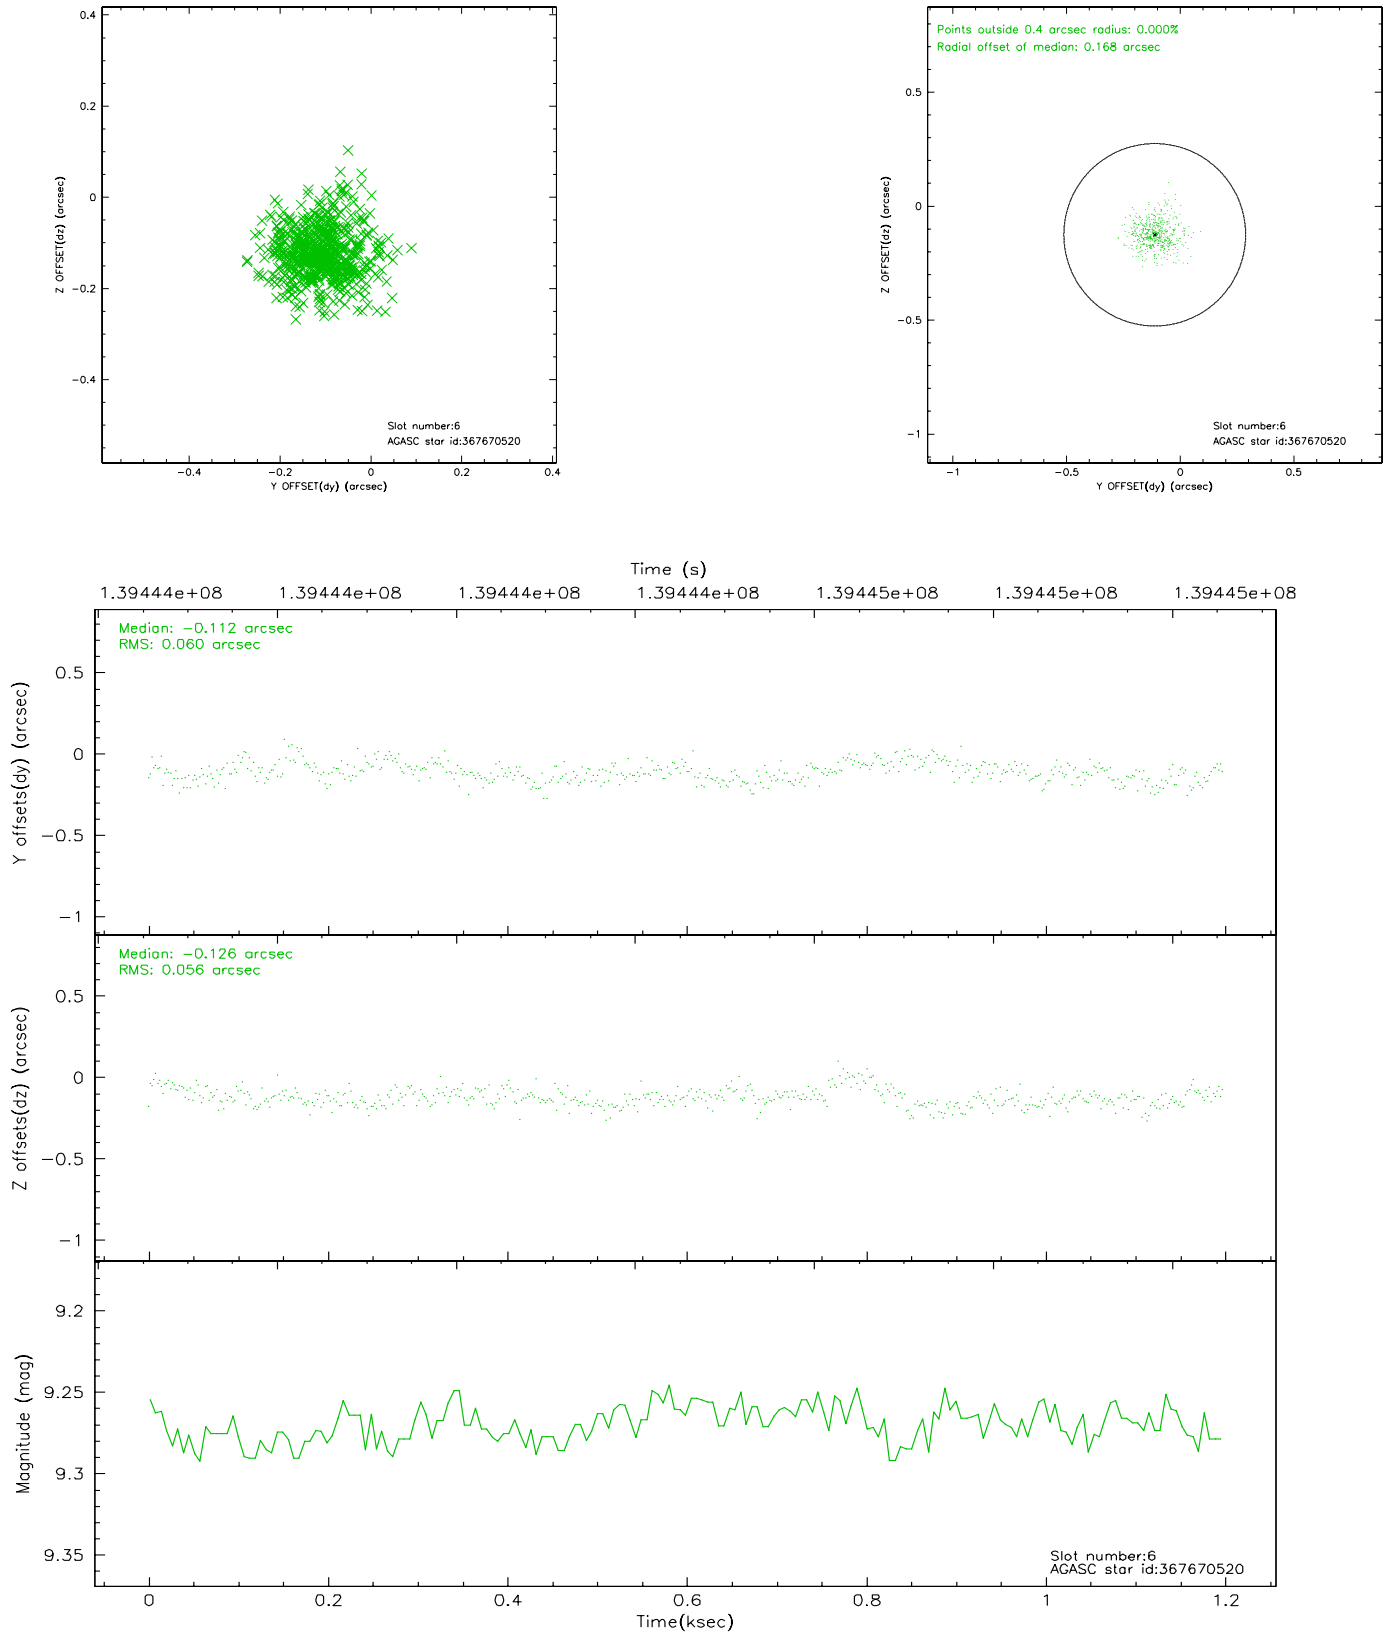 0.4
0.2
0
−0.2
−0.4
Z OFFSET(dz) (arcsec)
Slot number:6
AGASC star id:367670520
−0.4 −0.2 0 0.2 0.4
Y OFFSET(dy) (arcsec)
Points outside 0.4 arcsec radius: 0.000%
Radial offset of median: 0.168 arcsec
0.5
0
−0.5
−1
Z OFFSET(dz) (arcsec)
Slot number:6
AGASC star id:367670520
−1 −0.5 0 0.5
Y OFFSET(dy) (arcsec)
Time (s)
1.39444e+08 1.39444e+08 1.39444e+08 1.39444e+08 1.39445e+08 1.39445e+08 1.39445e+08
Median: −0.112 arcsec
RMS: 0.060 arcsec
0.5
0
−0.5
−1
Y offsets(dy) (arcsec)
Median: −0.126 arcsec
RMS: 0.056 arcsec
0.5
0
−0.5
−1
Z offsets(dz) (arcsec)
9.2
9.25
9.3
9.35
Magnitude (mag)
Slot number:6
AGASC star id:367670520
0 0.2 0.4 0.6 0.8 1 1.2
Time(ksec)